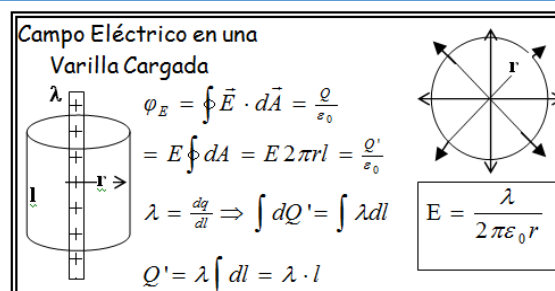 Campo Eléctrico en una
Varilla Cargada
λ
l
r
φ_E = ∮ E⃗ · dA⃗ = Q/ε₀
= E∮ dA = E 2πrl = Q'/ε₀
λ = dq/dl ⇒ ∫ dQ' = ∫ λdl
Q' = λ∫ dl = λ · l
r
E = λ/2πε₀r